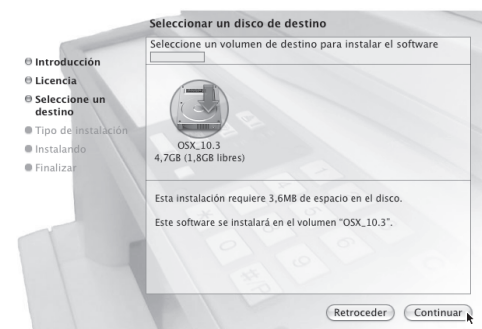 Seleccionar un disco de destino
Seleccione un volumen de destino para instalar el software
Introducción
Licencia
Seleccione un
destino
Tipo de instalación
Instalando
Finalizar
OSX_10.3
4,7GB (1,8GB libres)
Esta instalación requiere 3,6MB de espacio en el disco.
Este software se instalará en el volumen “OSX_10.3”.
Retroceder
Continuar